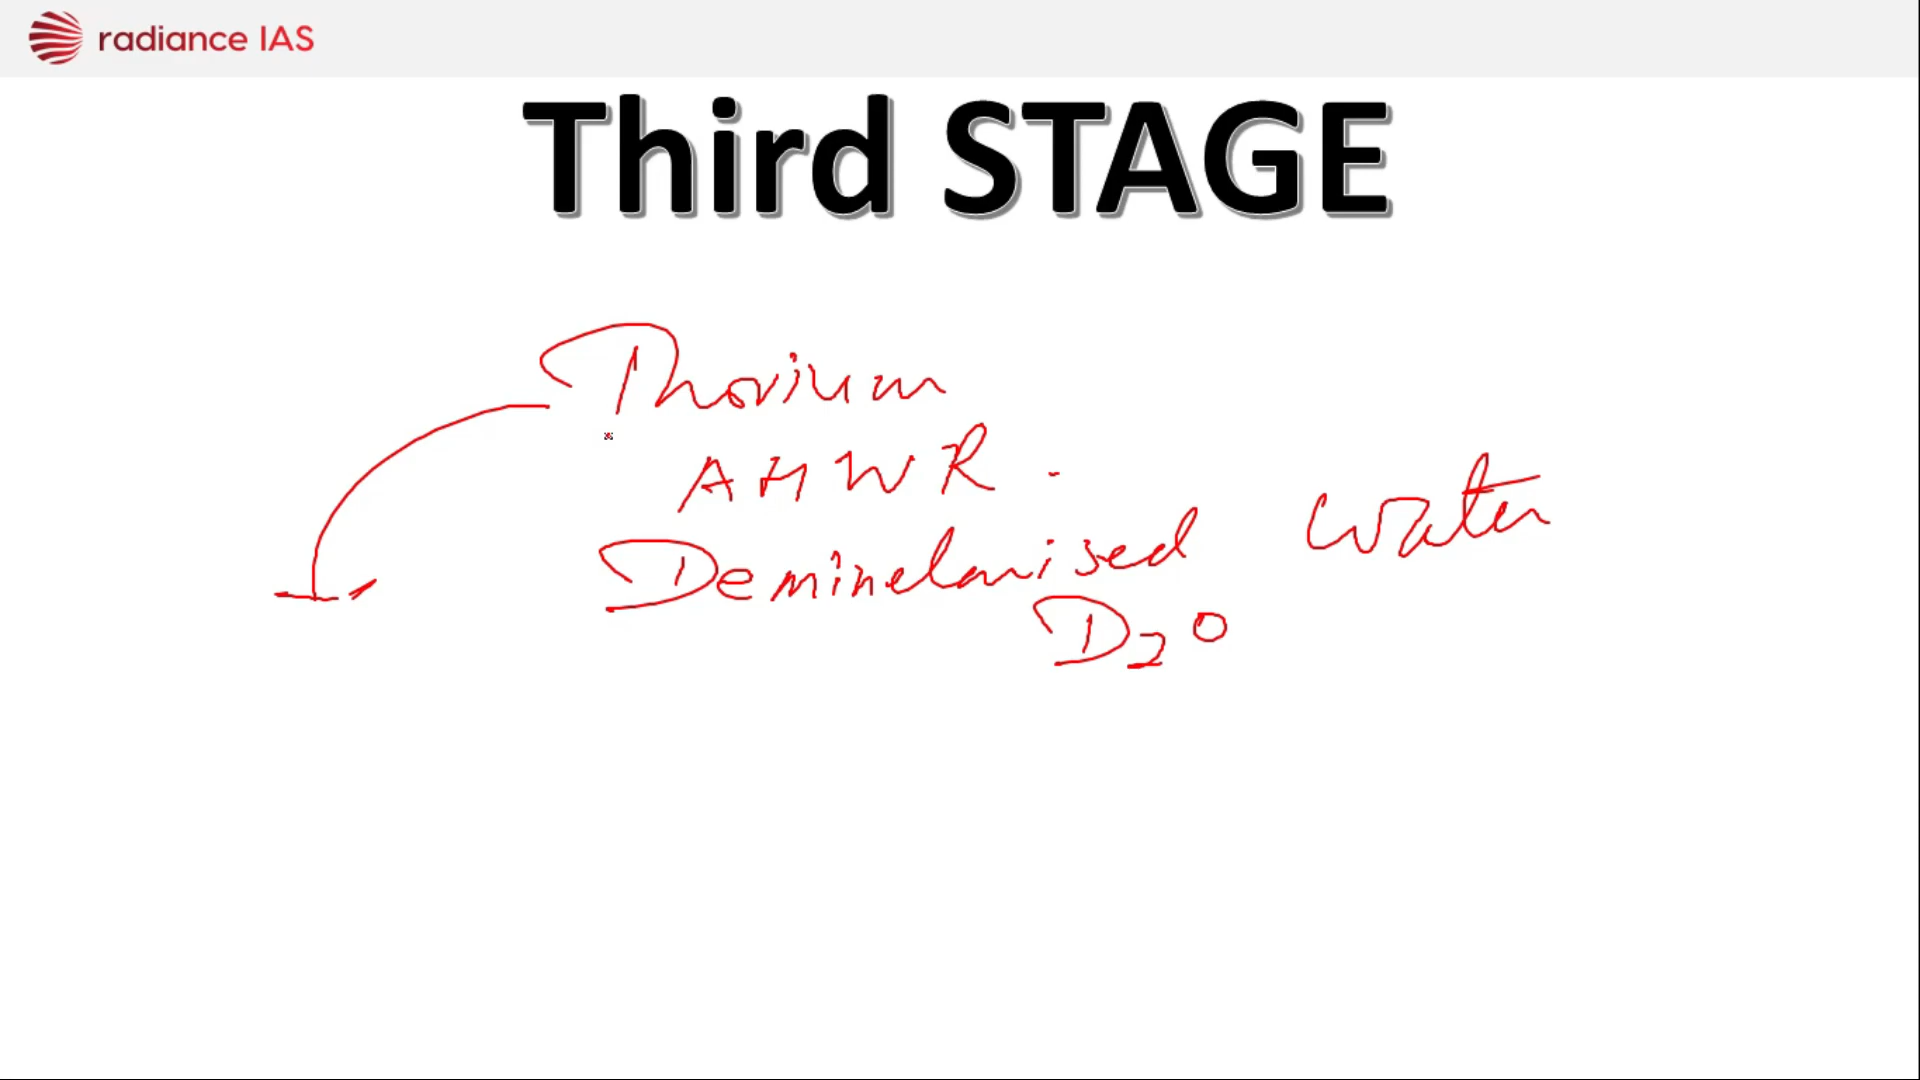 radiance IAS
Third STAGE
Thorium
AHWR.
Deminelarised Water
D2O